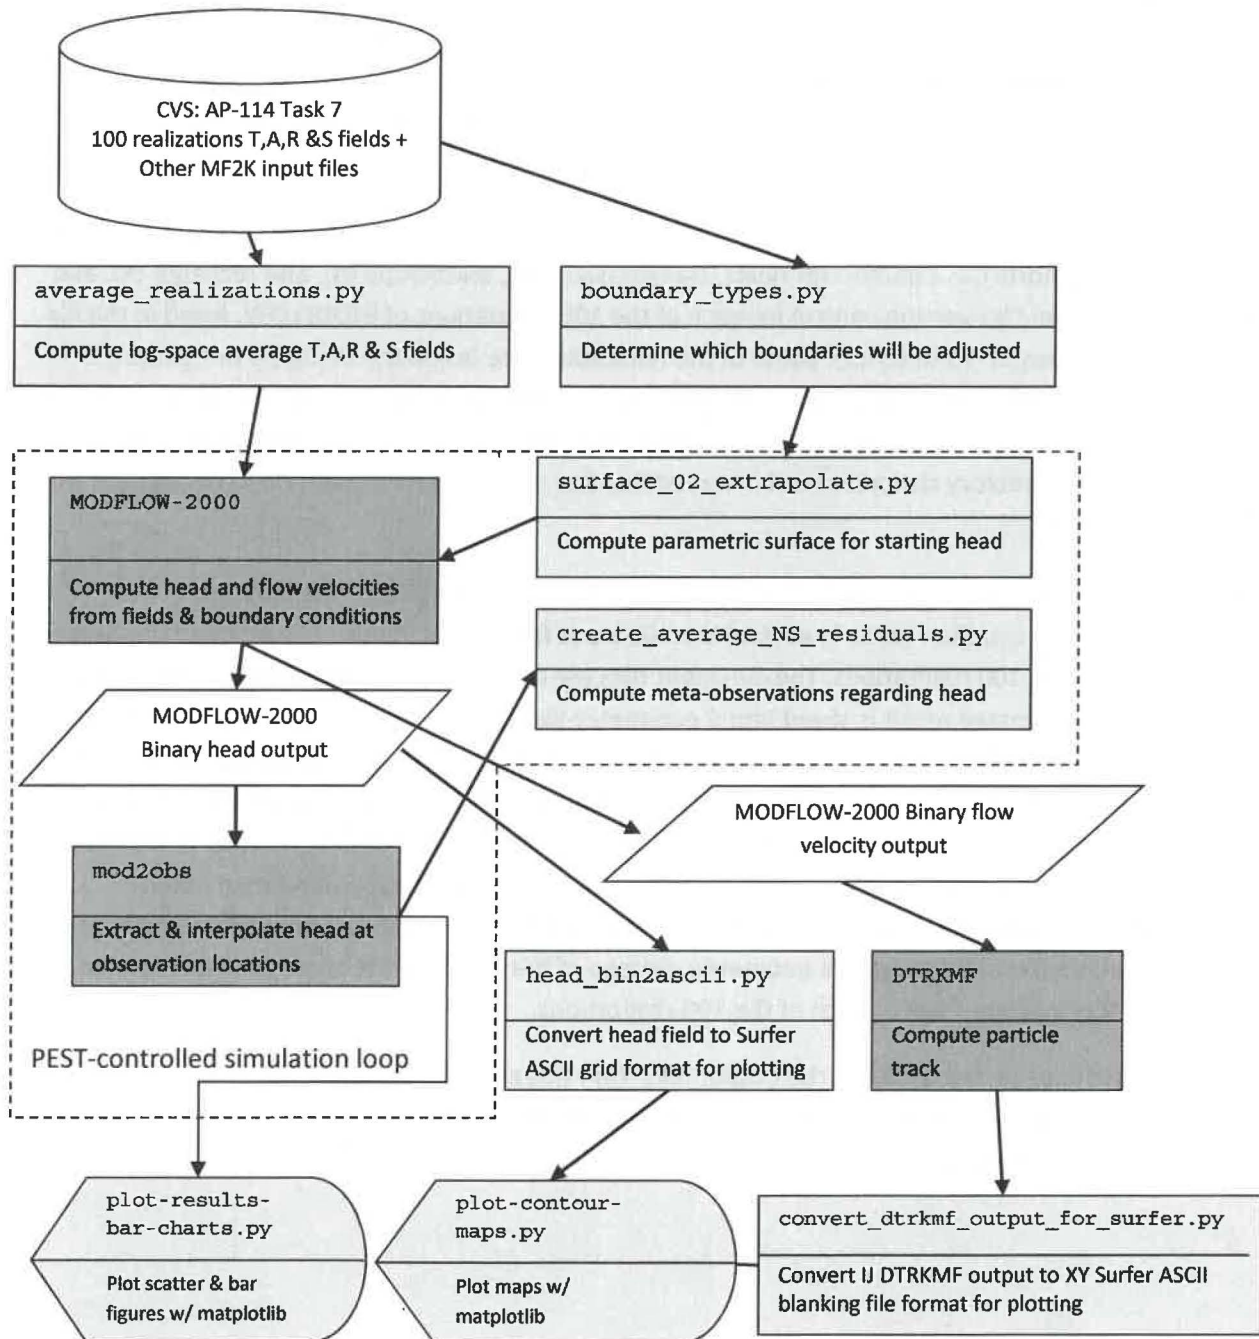 CVS: AP-114 Task 7
100 realizations T,A,R &S fields +
Other MF2K input files
average_realizations.py
Compute log-space average T,A,R & S fields
boundary_types.py
Determine which boundaries will be adjusted
MODFLOW-2000
Compute head and flow velocities
from fields & boundary conditions
surface_02_extrapolate.py
Compute parametric surface for starting head
create_average_NS_residuals.py
Compute meta-observations regarding head
MODFLOW-2000
Binary head output
MODFLOW-2000 Binary flow
velocity output
mod2obs
Extract & interpolate head at
observation locations
head_bin2ascii.py
Convert head field to Surfer
ASCII grid format for plotting
DTRKMF
Compute particle
track
PEST-controlled simulation loop
plot-results-
bar-charts.py
Plot scatter & bar
figures w/ matplotlib
plot-contour-
maps.py
Plot maps w/
matplotlib
convert_dtrkmf_output_for_surfer.py
Convert IJ DTRKMF output to XY Surfer ASCII
blanking file format for plotting